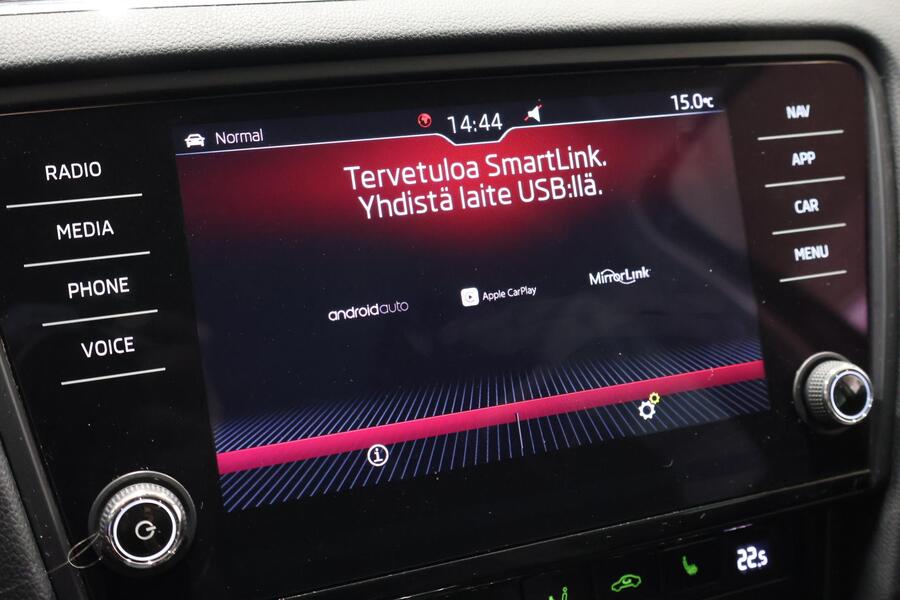 Normal
14:44
15.0°C
Tervetuloa SmartLink.
Yhdistä laite USB:llä.
androidauto
Apple CarPlay
MirrorLink
RADIO
MEDIA
PHONE
VOICE
NAV
APP
CAR
MENU
22.5